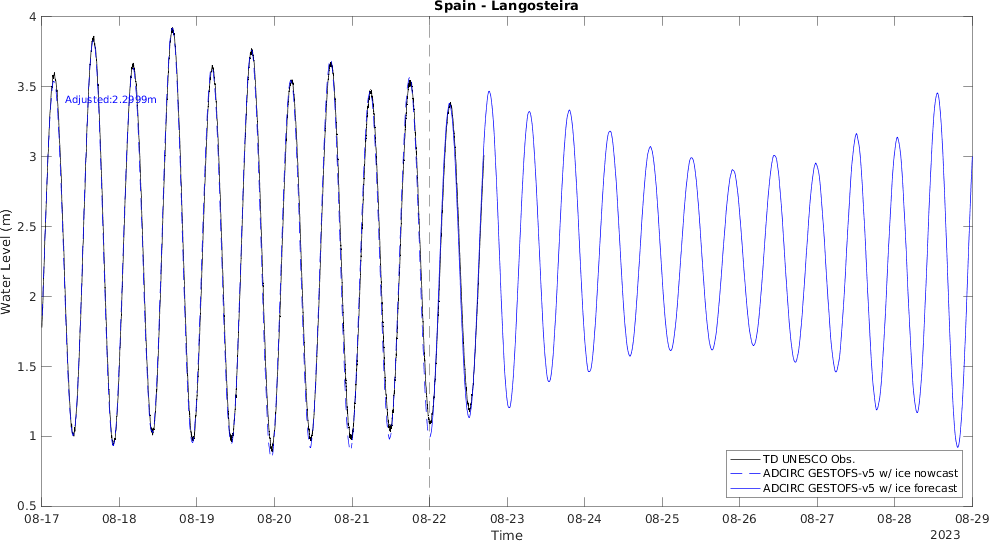 Spain - Langosteira
4
3.5
3
2.5
2
1.5
1
0.5
Water Level (m)
Adjusted:2.2999m
TD UNESCO Obs.
ADCIRC GESTOFS-v5 w/ ice nowcast
ADCIRC GESTOFS-v5 w/ ice forecast
08-17 08-18 08-19 08-20 08-21 08-22 08-23 08-24 08-25 08-26 08-27 08-28 08-29
Time
2023